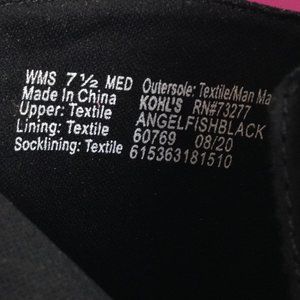 WMS 7 ½ MED Outersole: Textile/Man Ma
Made In China KOHL'S RN#73277
Upper: Textile ANGELFISHBLACK
Lining: Textile 60769 08/20
Socklining: Textile 615363181510